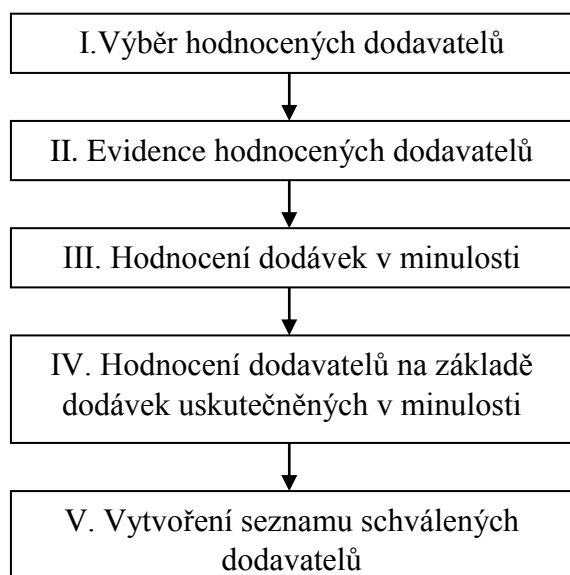 I.Výběr hodnocených dodavatelů
II. Evidence hodnocených dodavatelů
III. Hodnocení dodávek v minulosti
IV. Hodnocení dodavatelů na základě
dodávek uskutečněných v minulosti
V. Vytvoření seznamu schválených
dodavatelů